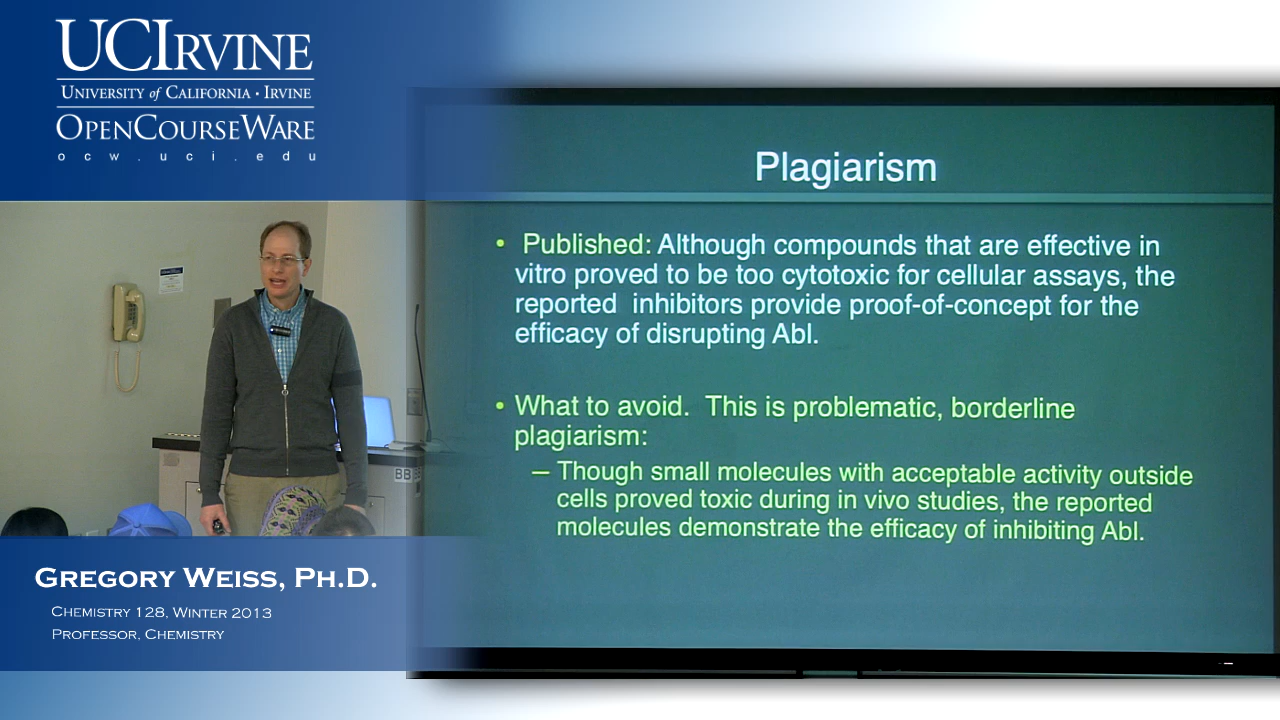 UCIRVINE
UNIVERSITY of CALIFORNIA · IRVINE
OPENCOURSEWARE
ocw.uci.edu
Plagiarism
• Published: Although compounds that are effective in
vitro proved to be too cytotoxic for cellular assays, the
reported inhibitors provide proof-of-concept for the
efficacy of disrupting Abl.
• What to avoid. This is problematic, borderline
plagiarism:
– Though small molecules with acceptable activity outside
cells proved toxic during in vivo studies, the reported
molecules demonstrate the efficacy of inhibiting Abl.
BB
GREGORY WEISS, PH.D.
CHEMISTRY 128, WINTER 2013
PROFESSOR, CHEMISTRY